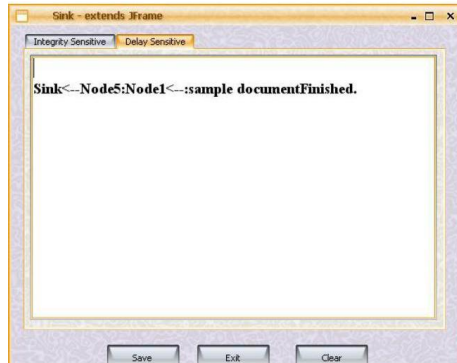 Sink - extends JFrame
Integrity Sensitive Delay Sensitive
Sink<--Node5:Node1<--:sample documentFinished.
Save Exit Clear